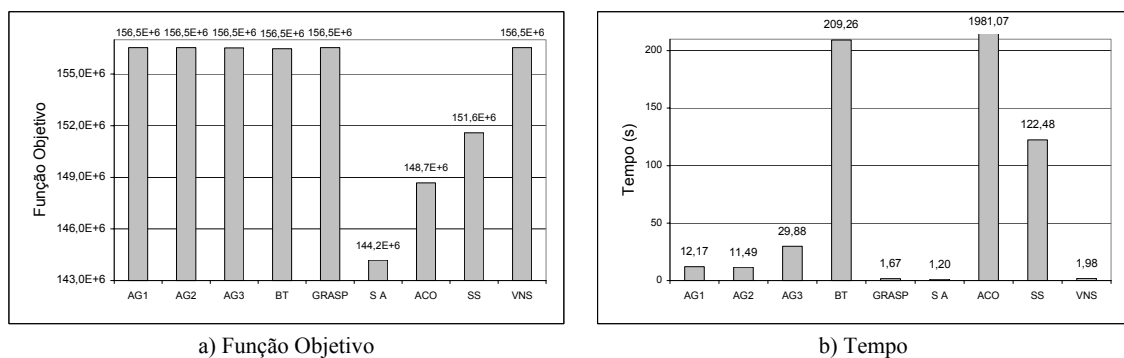 156,5E+6 156,5E+6 156,5E+6 156,5E+6 156,5E+6 156,5E+6
155,0E+6
152,0E+6
151,6E+6
149,0E+6
148,7E+6
146,0E+6
144,2E+6
143,0E+6
Função Objetivo
AG1 AG2 AG3 BT GRASP S A ACO SS VNS
a) Função Objetivo
209,26 1981,07
200
150
122,48
100
50
29,88
12,17 11,49 1,67 1,20 1,98
0
Tempo (s)
AG1 AG2 AG3 BT GRASP S A ACO SS VNS
b) Tempo